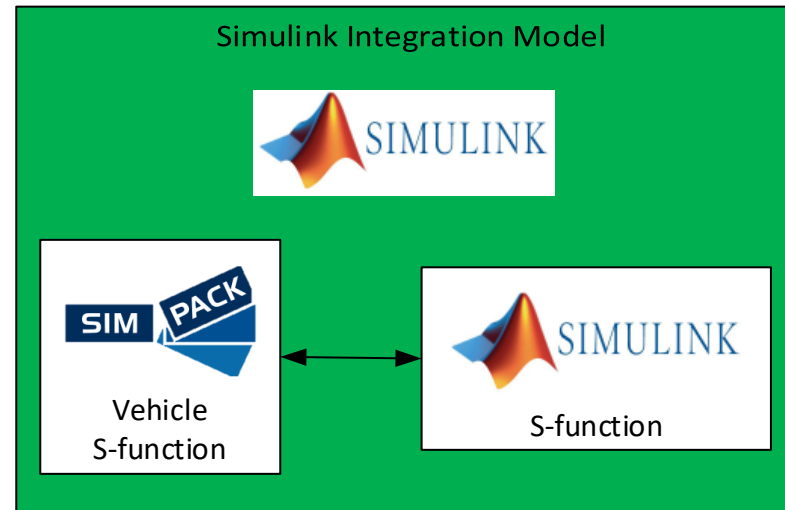 Simulink Integration Model
SIMULINK
SIM PACK
Vehicle
S-function
SIMULINK
S-function